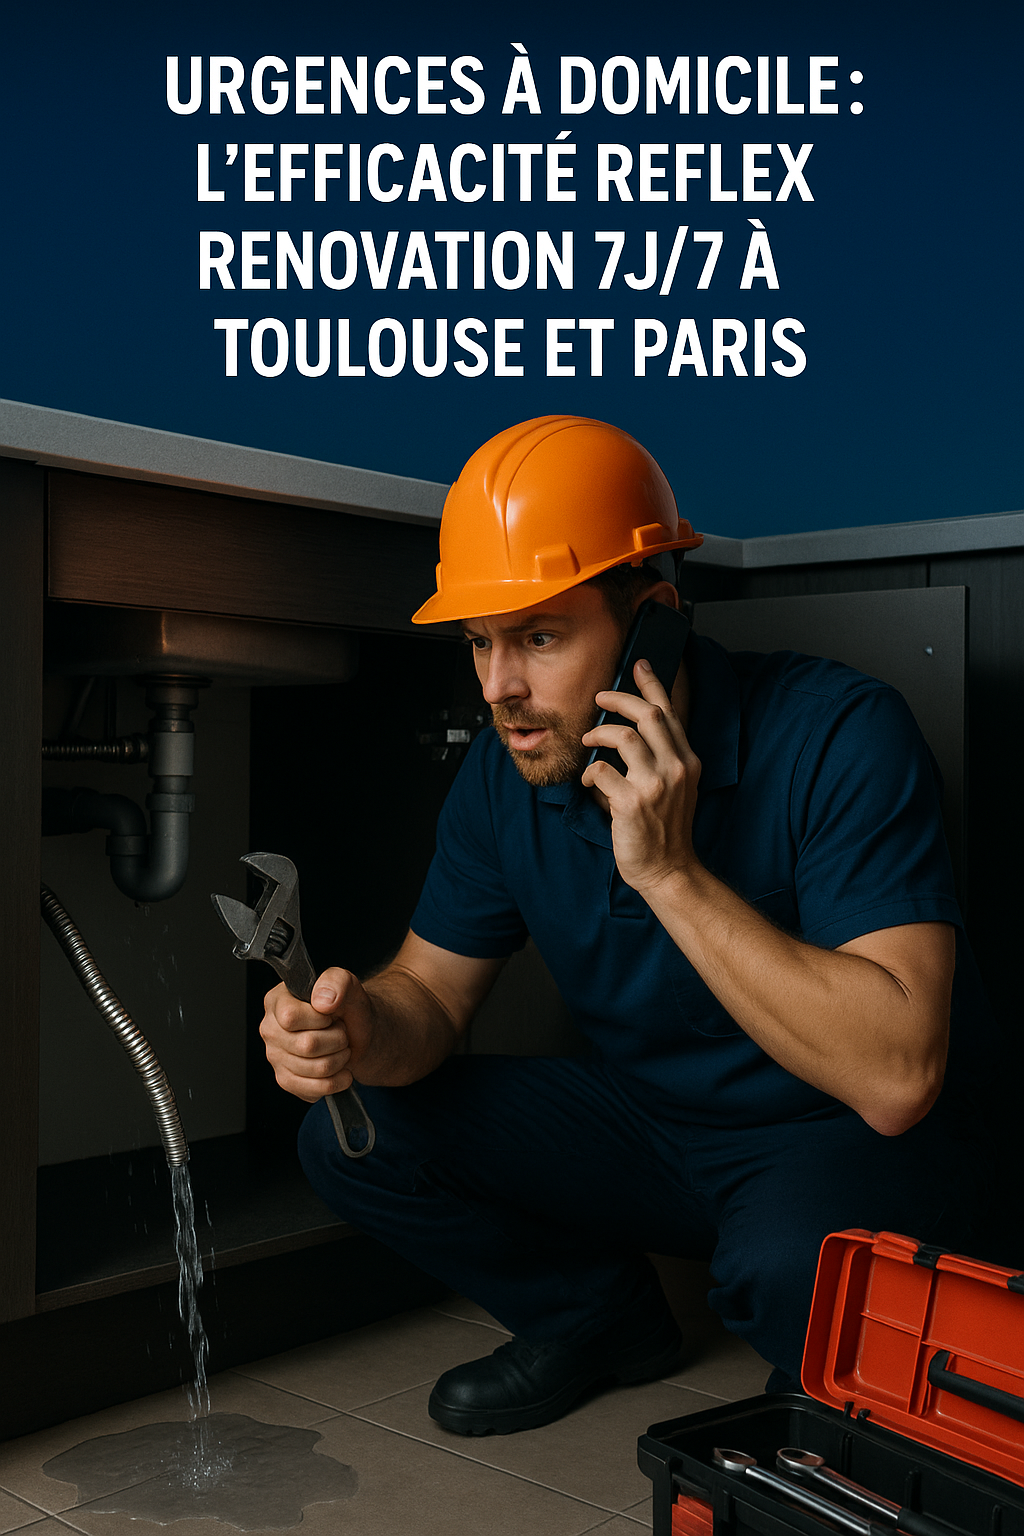 URGENCES À DOMICILE :
L’EFFICACITÉ REFLEX
RENOVATION 7J/7 À
TOULOUSE ET PARIS